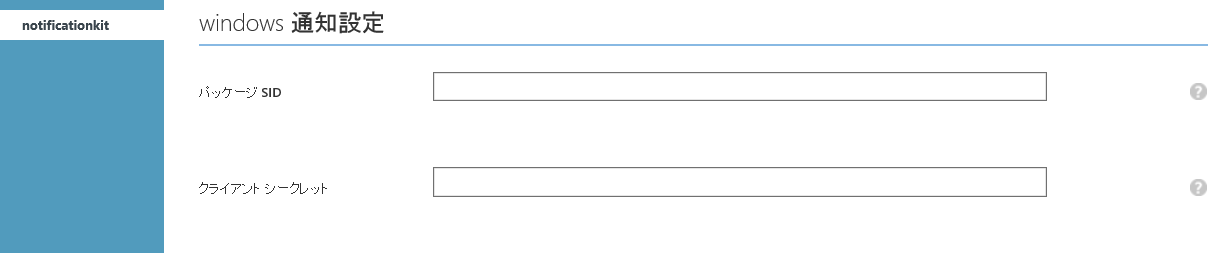 notificationkit
windows 通知設定
パッケージ SID
?
クライアント シークレット
?